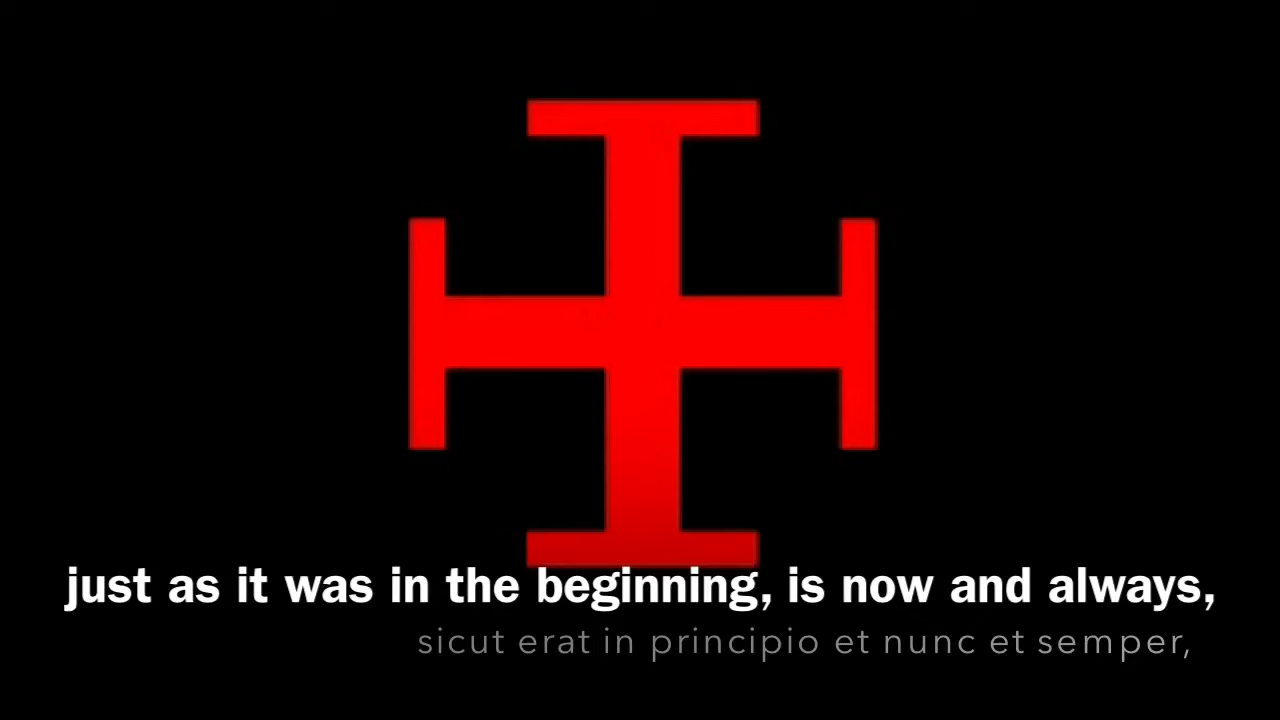 just as it was in the beginning, is now and always,
sicut erat in principio et nunc et semper,